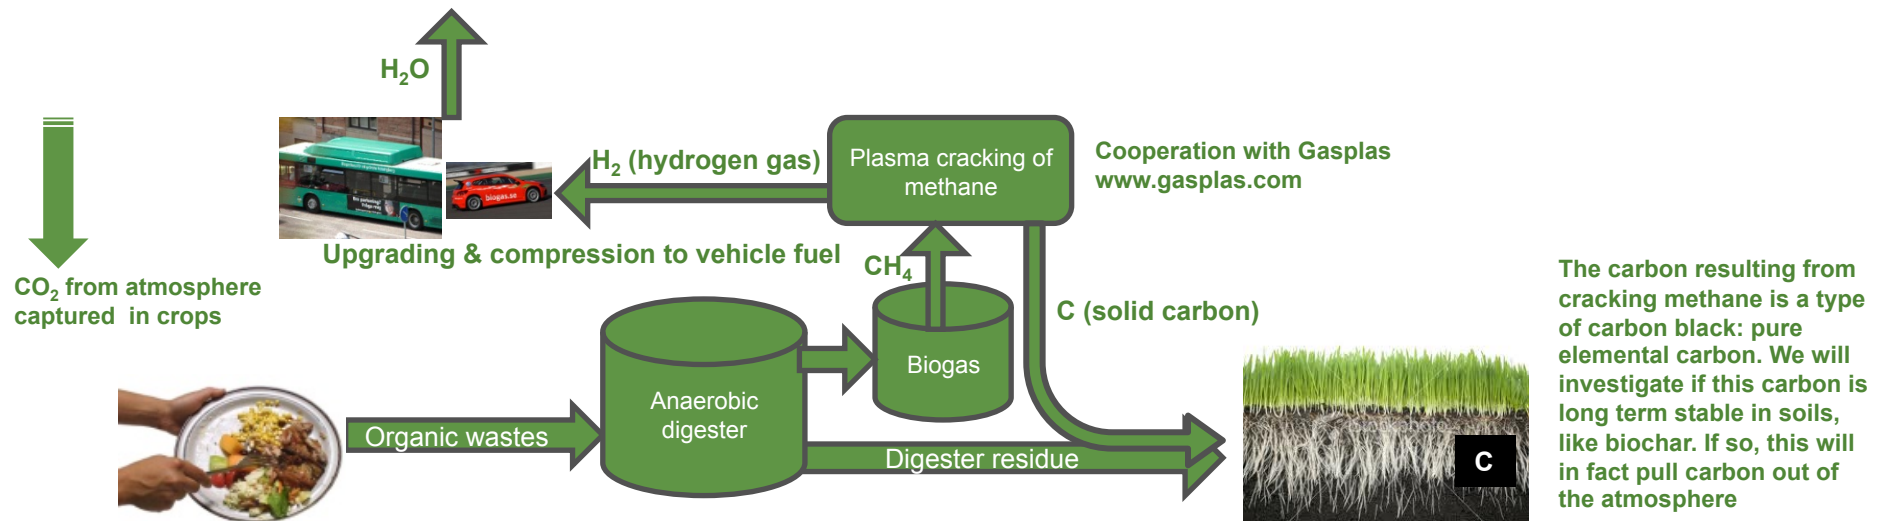 H₂O
H₂ (hydrogen gas)
Plasma cracking of
methane
Cooperation with Gasplas
www.gasplas.com
biogas.se
Upgrading & compression to vehicle fuel
CH₄
CO₂ from atmosphere
captured in crops
C (solid carbon)
The carbon resulting from
cracking methane is a type
of carbon black: pure
elemental carbon. We will
investigate if this carbon is
long term stable in soils,
like biochar. If so, this will
in fact pull carbon out of
the atmosphere
Biogas
Anaerobic
digester
Organic wastes
Digester residue
C